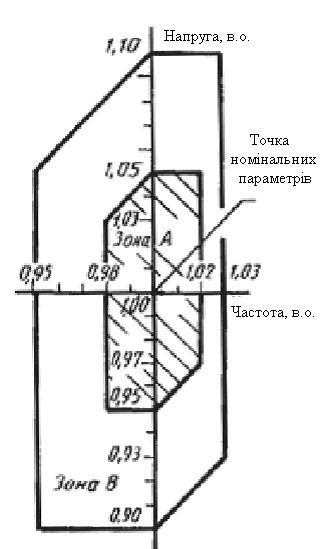 1,10
Напруга, в.о.
Точка
номінальних
параметрів
1,05
1,03
Зона A
0,95
0,98
1,02
1,03
1,00
Частота, в.о.
0,97
0,95
0,93
Зона B
0,90